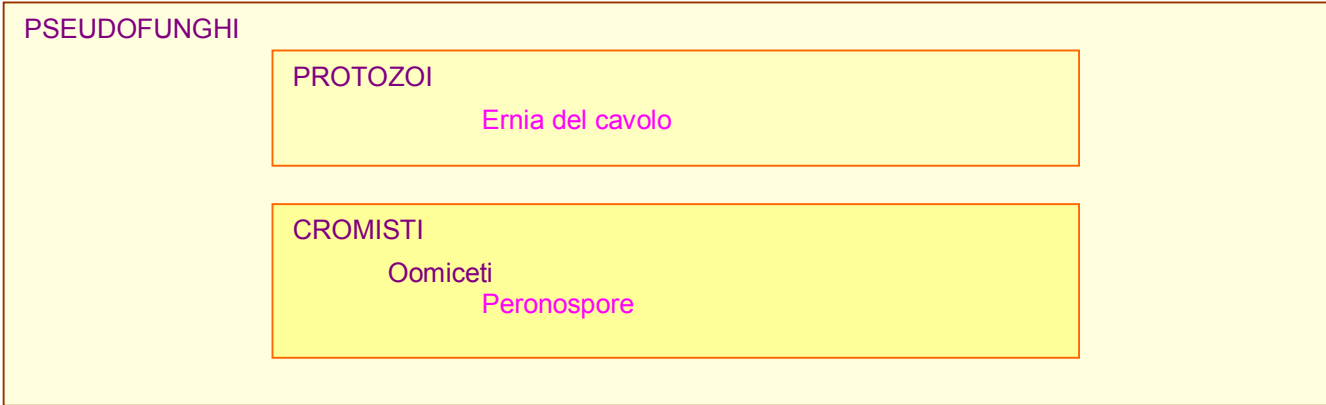 PSEUDOFUNGHI
PROTOZOI
Ernia del cavolo
CROMISTI
Oomiceti
Peronospore